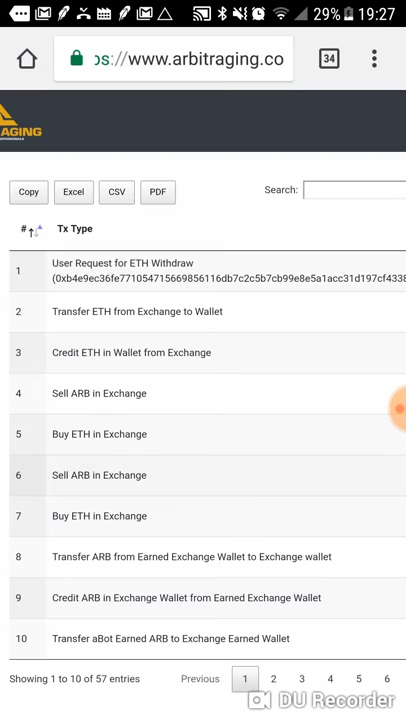 29% 19:27
ps://www.arbitraging.co
34
AGING
Copy Excel CSV PDF Search:
# Tx Type
1 User Request for ETH Withdraw
(0xb4e9ec36fe771054715669856116db7c2c5b7cb99e8e5a1acc31d197cf4338
2 Transfer ETH from Exchange to Wallet
3 Credit ETH in Wallet from Exchange
4 Sell ARB in Exchange
5 Buy ETH in Exchange
6 Sell ARB in Exchange
7 Buy ETH in Exchange
8 Transfer ARB from Earned Exchange Wallet to Exchange wallet
9 Credit ARB in Exchange Wallet from Earned Exchange Wallet
10 Transfer aBot Earned ARB to Exchange Earned Wallet
Showing 1 to 10 of 57 entries Previous 1 2 3 4 5 6
DU Recorder